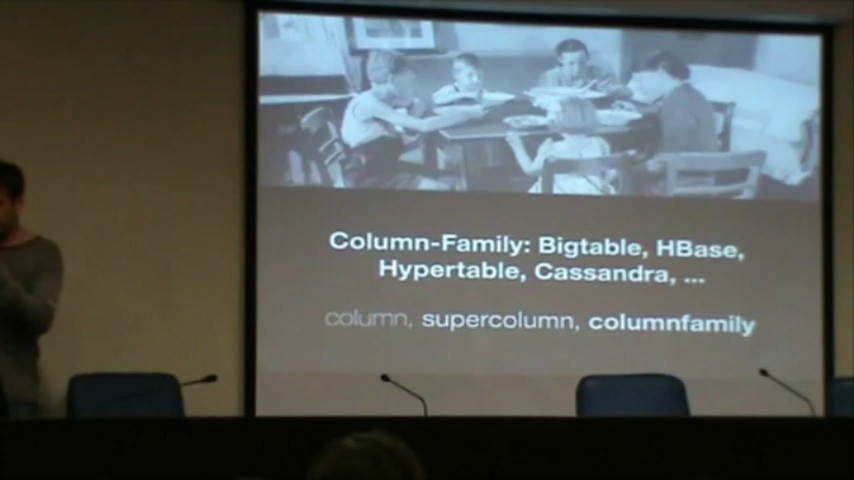 Column-Family: Bigtable, HBase,
Hypertable, Cassandra, ...
column, supercolumn, columnfamily